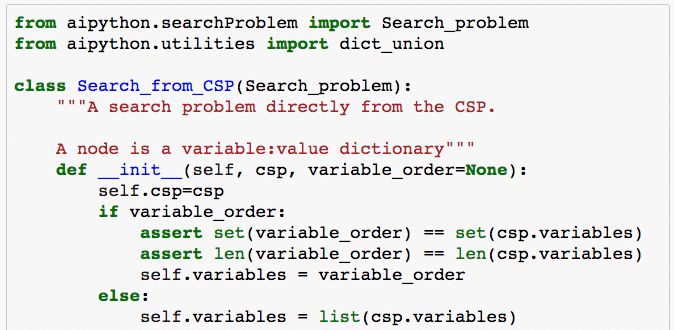 from aipython.searchProblem import Search_problem
from aipython.utilities import dict_union

class Search_from_CSP(Search_problem):
    """A search problem directly from the CSP.

    A node is a variable:value dictionary"""
    def __init__(self, csp, variable_order=None):
        self.csp=csp
        if variable_order:
            assert set(variable_order) == set(csp.variables)
            assert len(variable_order) == len(csp.variables)
            self.variables = variable_order
        else:
            self.variables = list(csp.variables)